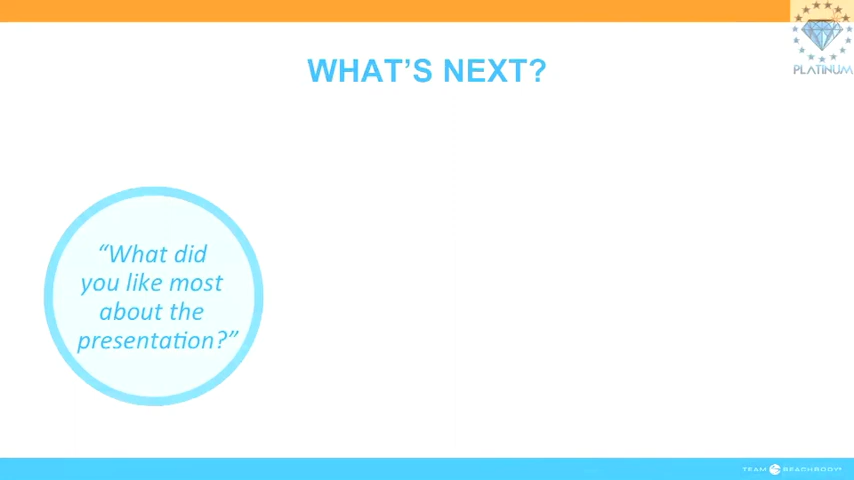 PLATINUM
WHAT’S NEXT?
“What did
you like most
about the
presentation?”
TEAM BEACHBODY